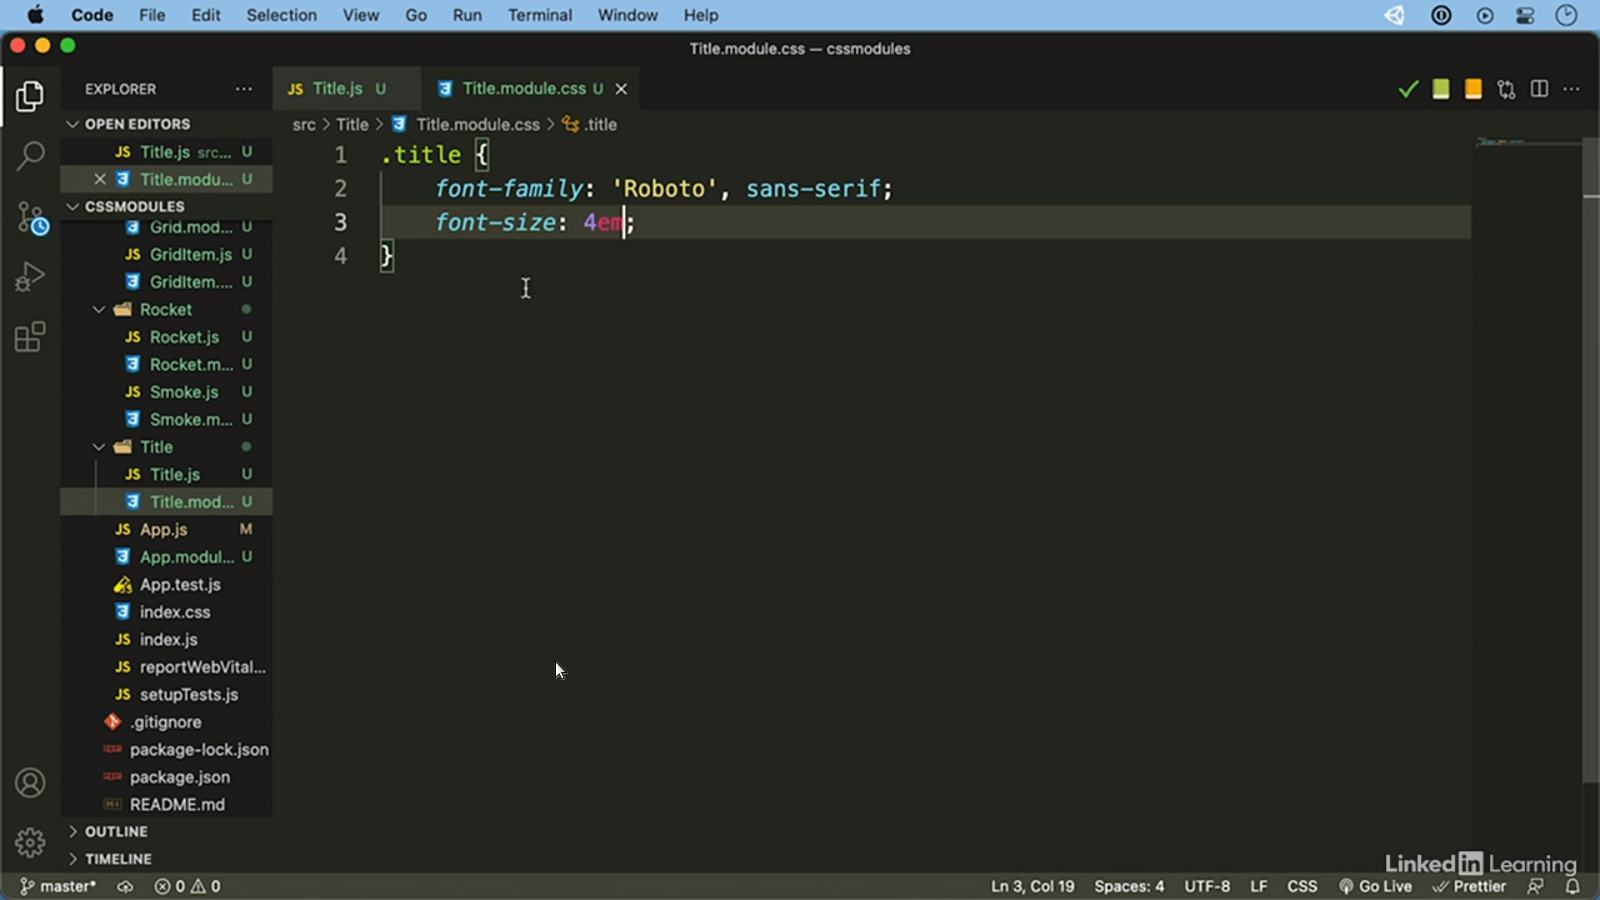 Code File Edit Selection View Go Run Terminal Window Help
Title.module.css — cssmodules
EXPLORER
JS Title.js U
Title.module.css U
OPEN EDITORS
src > Title > Title.module.css > .title
JS Title.js src... U
Title.modu... U
CSSMODULES
Grid.mod... U
JS GridItem.js U
GridItem.... U
Rocket
JS Rocket.js U
Rocket.m... U
JS Smoke.js U
Smoke.m... U
Title
JS Title.js U
Title.mod... U
JS App.js M
App.modul... U
App.test.js
index.css
JS index.js
JS reportWebVital...
JS setupTests.js
.gitignore
package-lock.json
package.json
README.md
OUTLINE
TIMELINE
1 .title {
2 font-family: 'Roboto', sans-serif;
3 font-size: 4em;
4 }
LinkedIn Learning
master* 0 0 Ln 3, Col 19 Spaces: 4 UTF-8 LF CSS Go Live Prettier